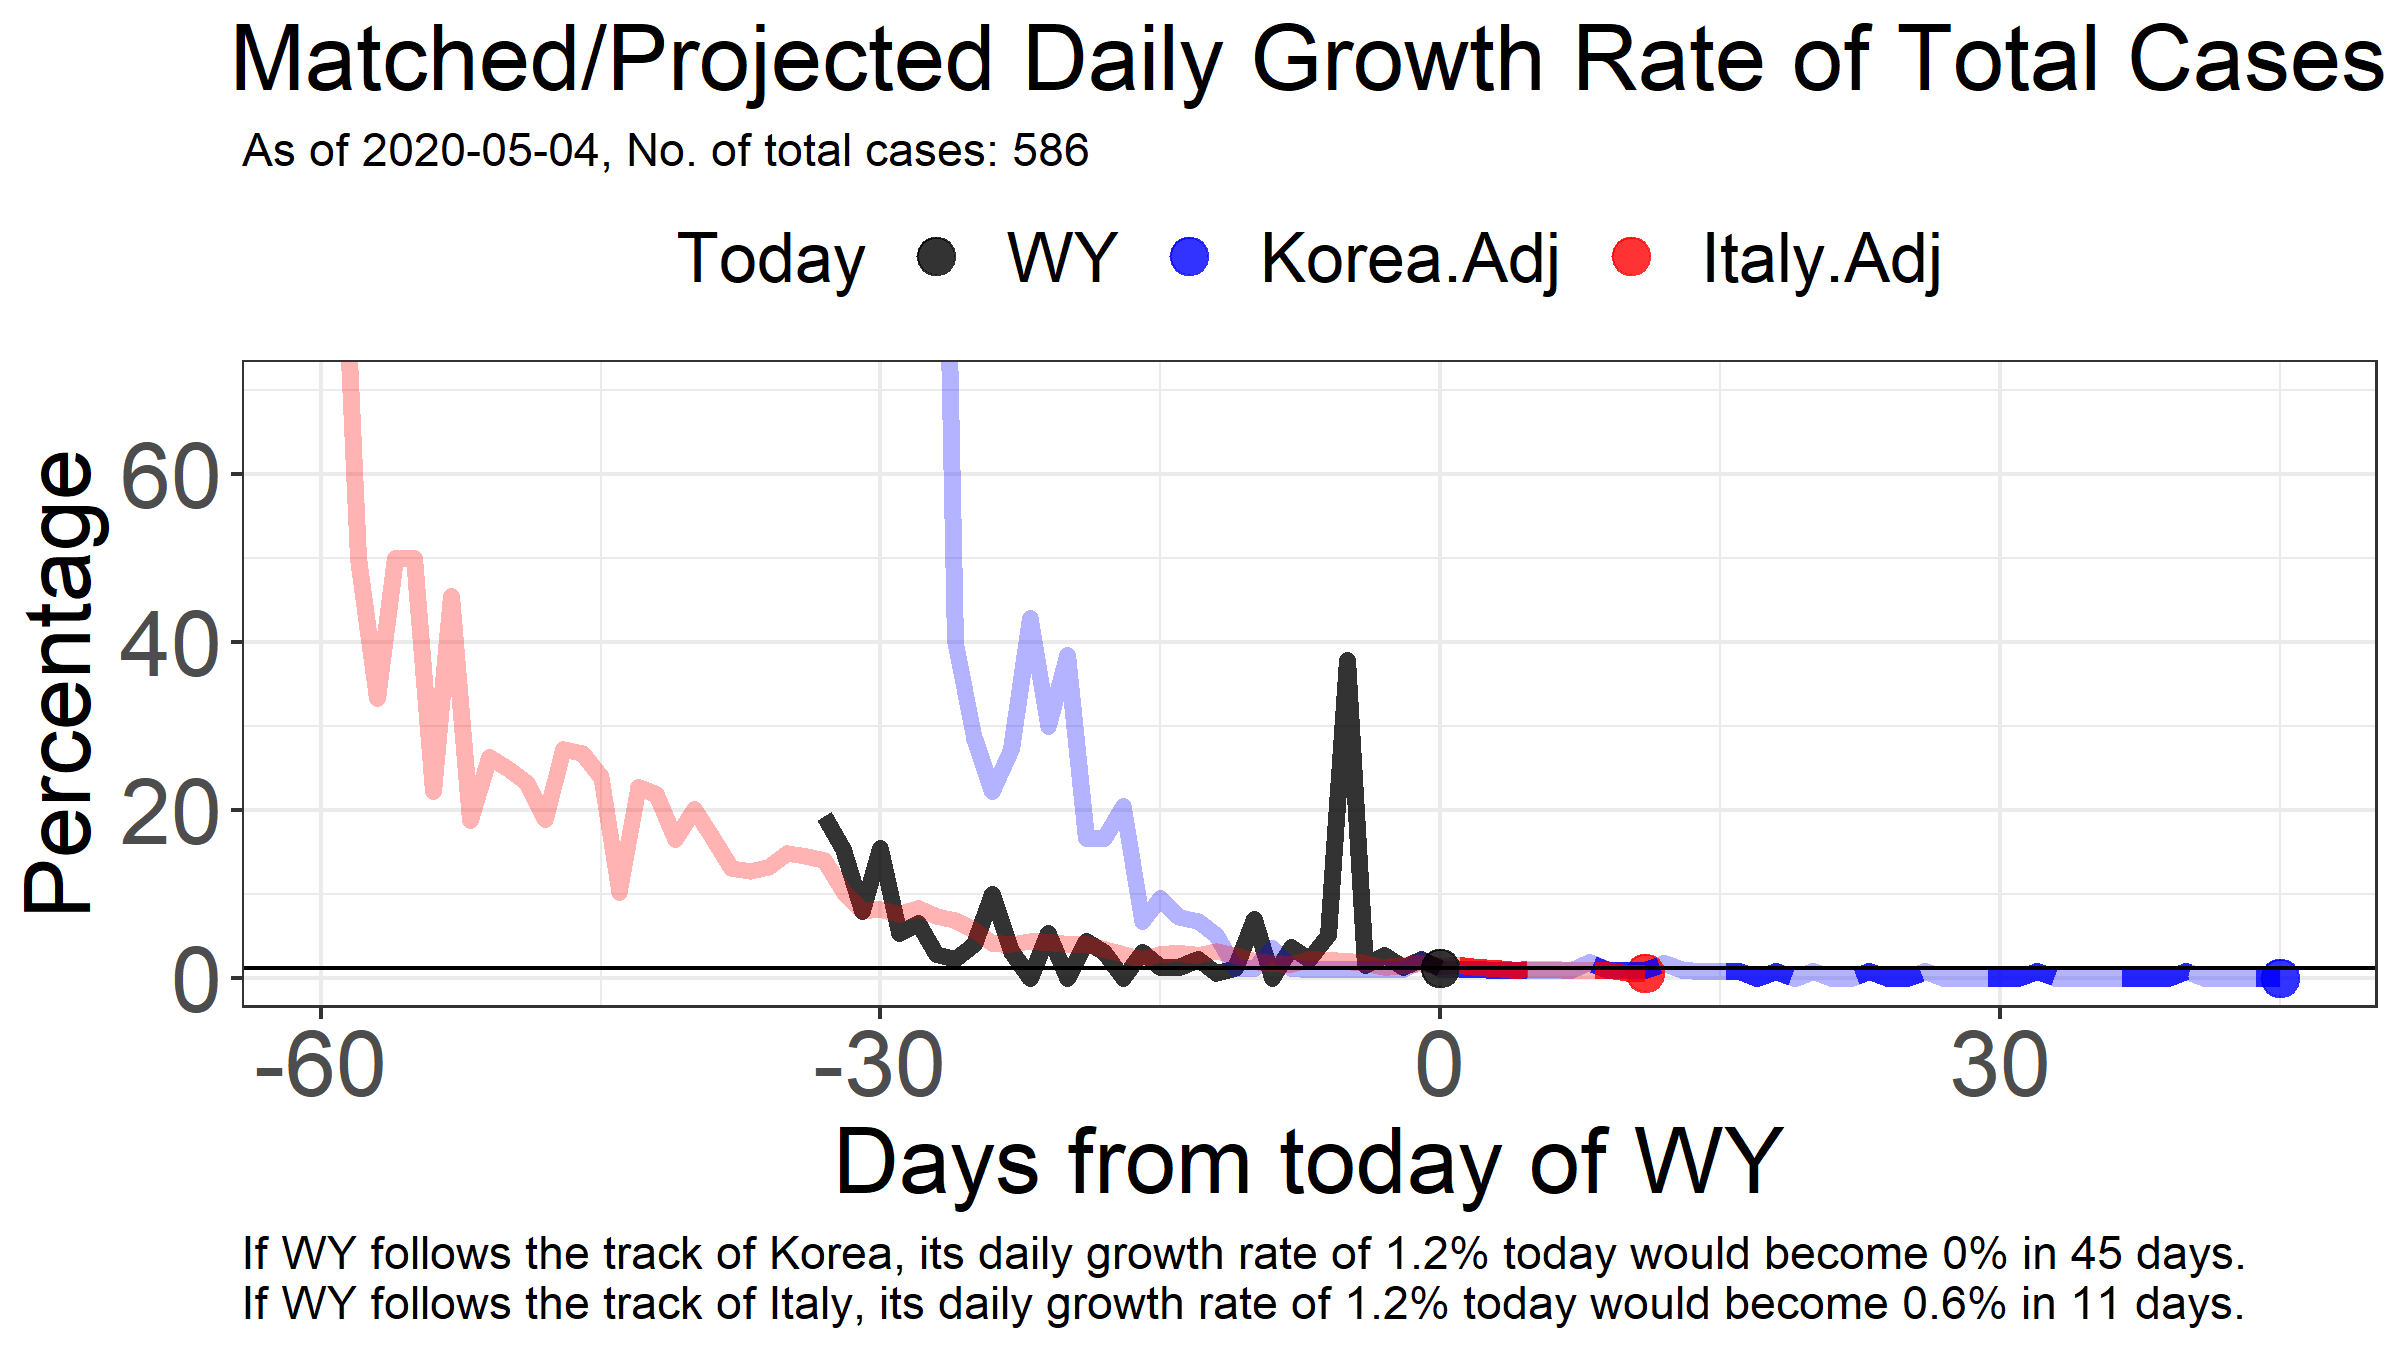 Matched/Projected Daily Growth Rate of Total Cases
As of 2020-05-04, No. of total cases: 586
Today WY Korea.Adj Italy.Adj
Percentage
60
40
20
0
-60 -30 0 30
Days from today of WY
If WY follows the track of Korea, its daily growth rate of 1.2% today would become 0% in 45 days.
If WY follows the track of Italy, its daily growth rate of 1.2% today would become 0.6% in 11 days.